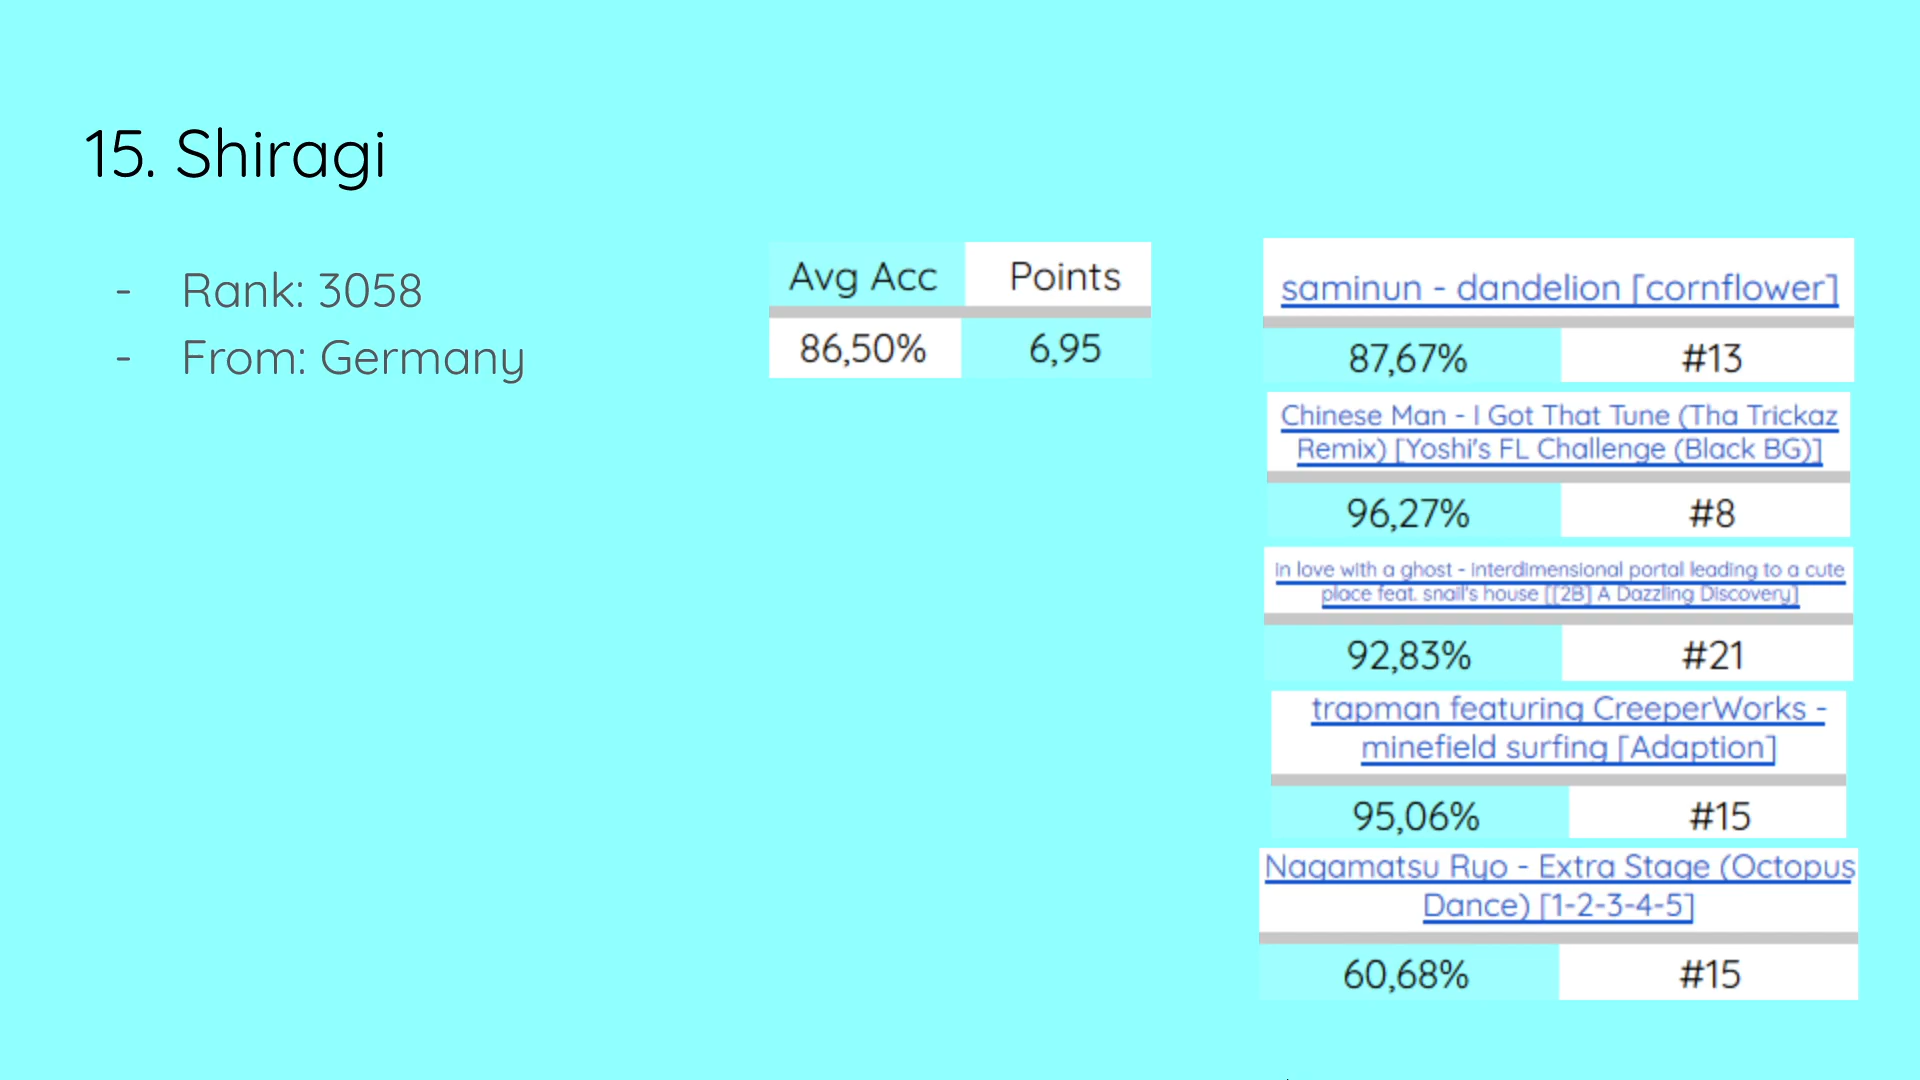 15. Shiragi
- Rank: 3058
- From: Germany
Avg Acc Points
86,50% 6,95
saminun - dandelion [cornflower]
87,67% #13
Chinese Man - I Got That Tune (Tha Trickaz
Remix) [Yoshi's FL Challenge (Black BG)]
96,27% #8
in love with a ghost - interdimensional portal leading to a cute
place feat. snail's house [[2B] A Dazzling Discovery]
92,83% #21
trapman featuring CreeperWorks -
minefield surfing [Adaption]
95,06% #15
Nagamatsu Ryo - Extra Stage (Octopus
Dance) [1-2-3-4-5]
60,68% #15